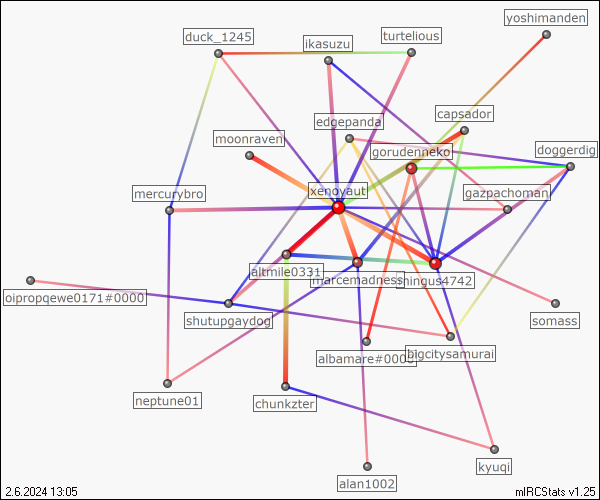 yoshimanden
duck_1245
turtelious
ikasuzu
capsador
edgepanda
moonraven
gorudenneko
doggerdig
xenoyaut
mercurybro
gazpachoman
altmile0331
marcemadness
mingus4742
oipropqewe0171#0000
shutupgaydog
somass
albamare#0000
bigcitysamurai
neptune01
chunkzter
kyuqi
alan1002
2.6.2024 13:05
mIRCStats v1.25